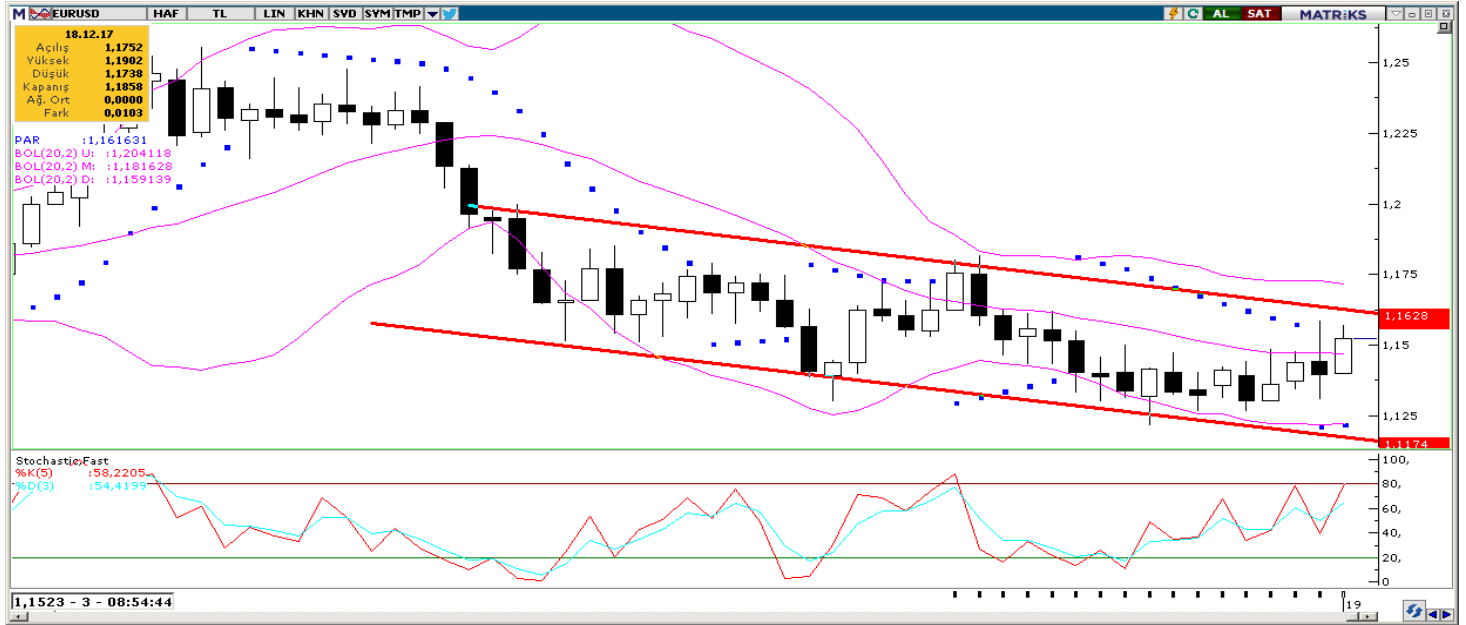 M EURUSD HAF TL LIN KHN SVD SYM TMP AL SAT MATRİKS
18.12.17
Açılış 1,1752
Yüksek 1,1902
Düşük 1,1738
Kapanış 1,1858
Ağ. Ort 0,0000
Fark 0,0103
PAR :1,161631
BOL(20,2) U: :1,204118
BOL(20,2) M: :1,181628
BOL(20,2) D: :1,159139
1,25
1,225
1,2
1,175
1,1628
1,15
1,125
1,1174
Stochastic Fast
%K(5) :58,2205
%D(3) :54,4199
100,
80,
60,
40,
20,
0
1,1523 - 3 - 08:54:44
19